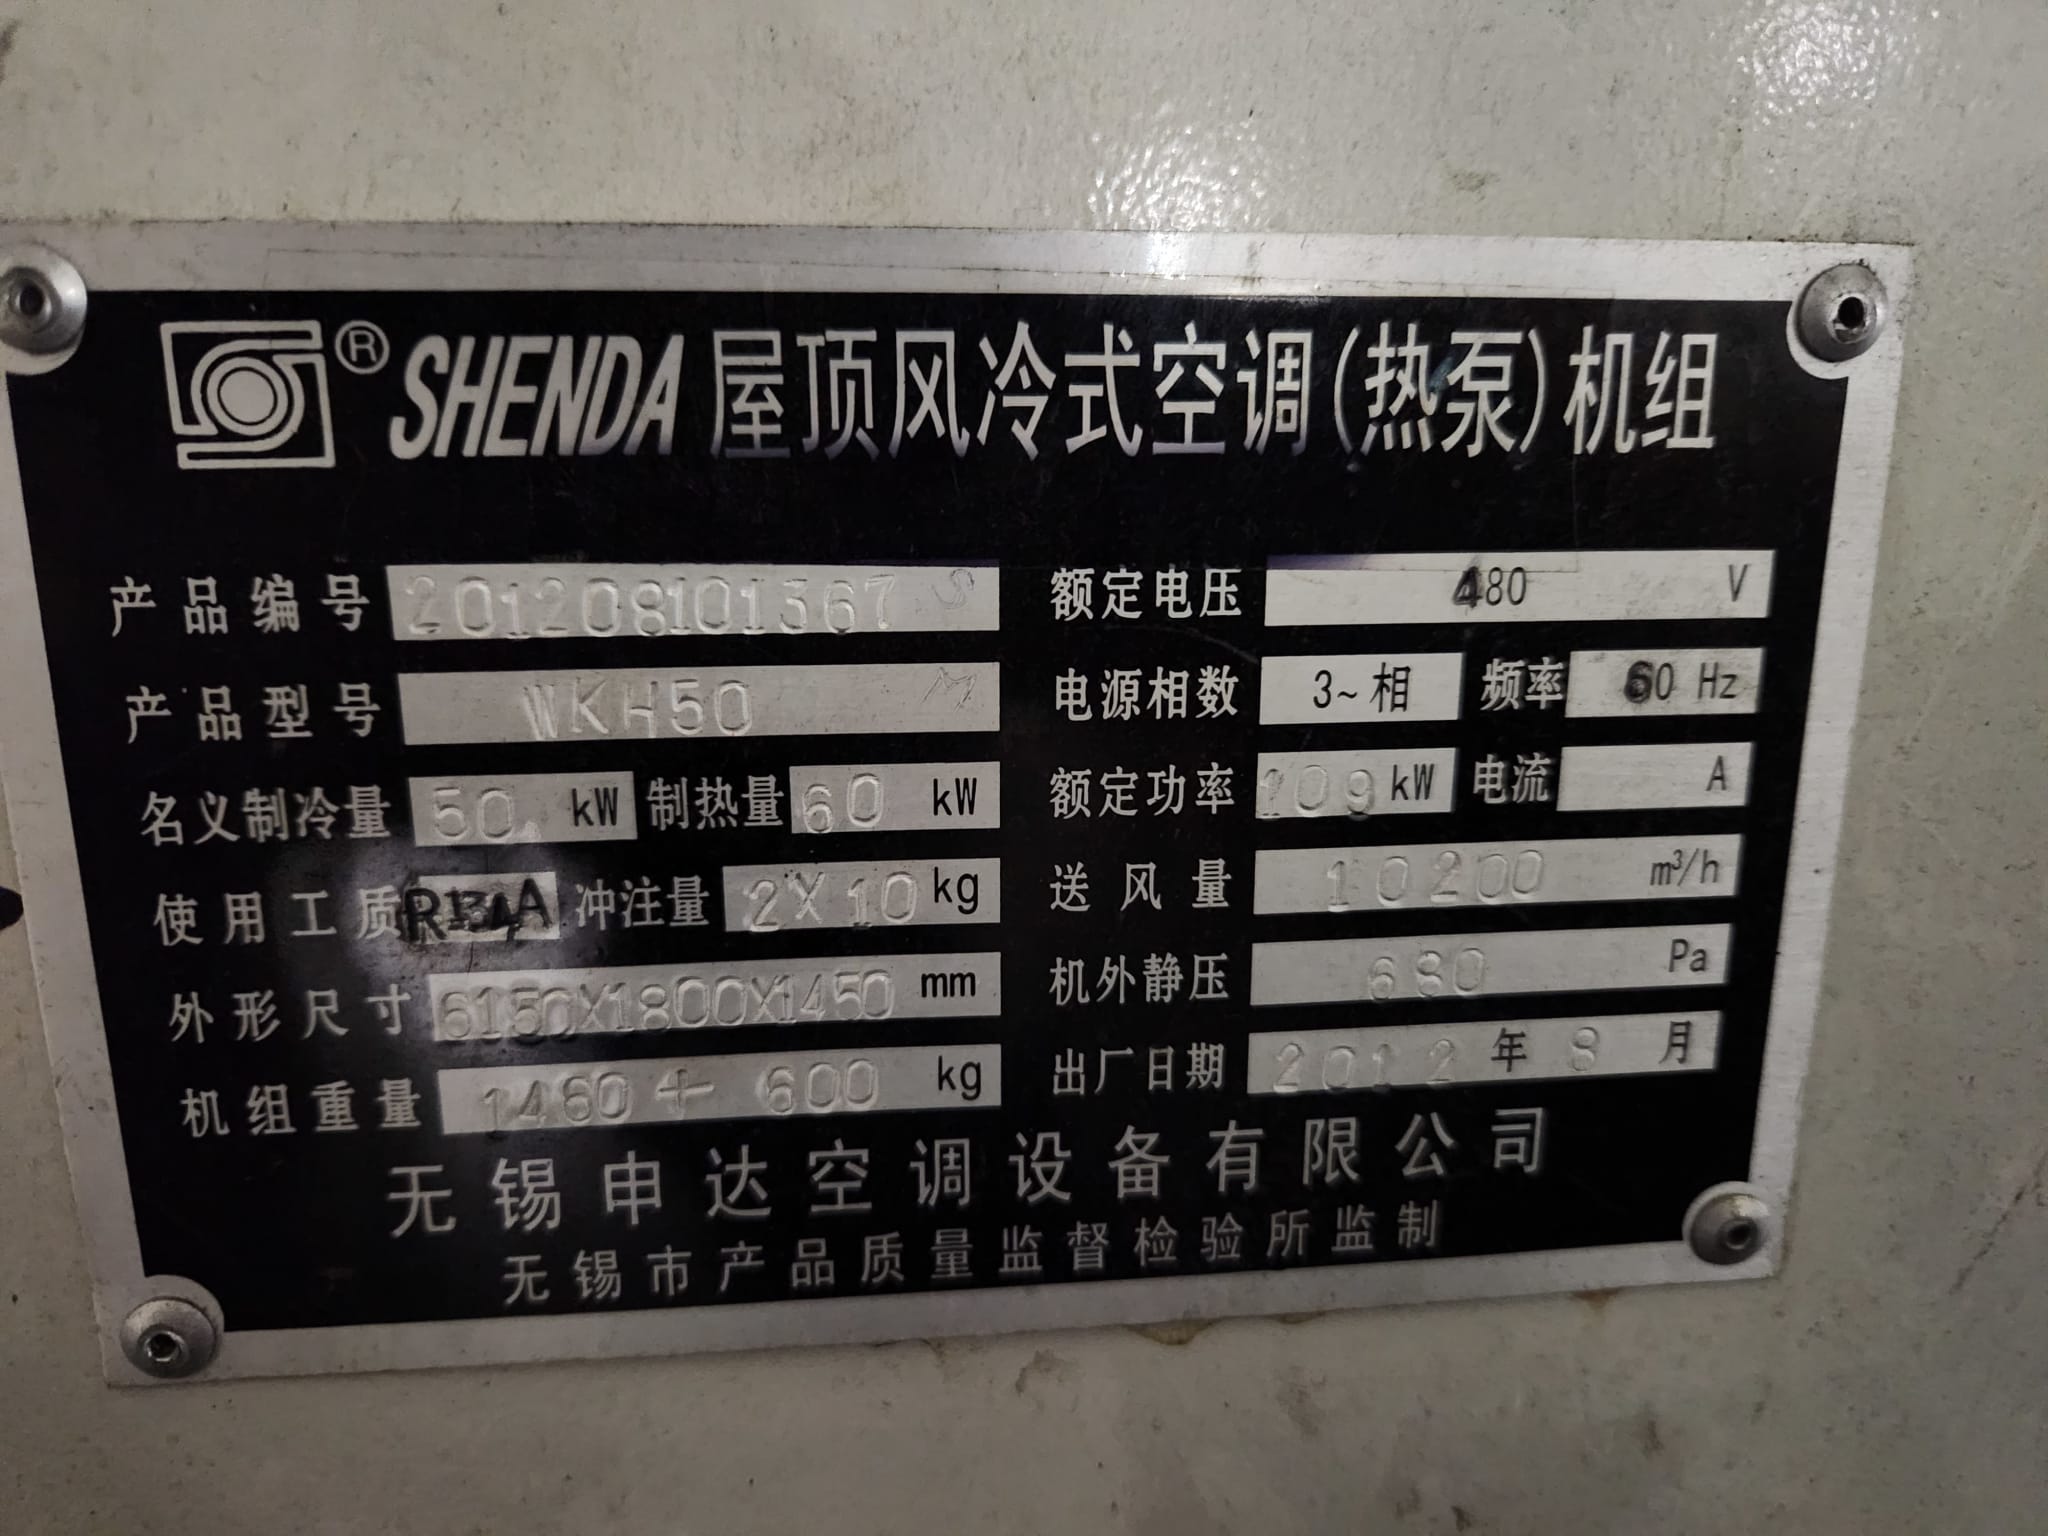 ® SHENDA 屋顶风冷式空调(热泵)机组
产品编号 201208101367 S
产品型号 WKH50 M
名义制冷量 50 kW 制热量 60 kW
使用工质 R134A 冲注量 2X10 kg
外形尺寸 6150X1800X1450 mm
机组重量 1460+600 kg
额定电压 480 V
电源相数 3~相 频率 60 Hz
额定功率 109 kW 电流 A
送风量 10200 m³/h
机外静压 680 Pa
出厂日期 2012 年 8 月
无锡申达空调设备有限公司
无锡市产品质量监督检验所监制